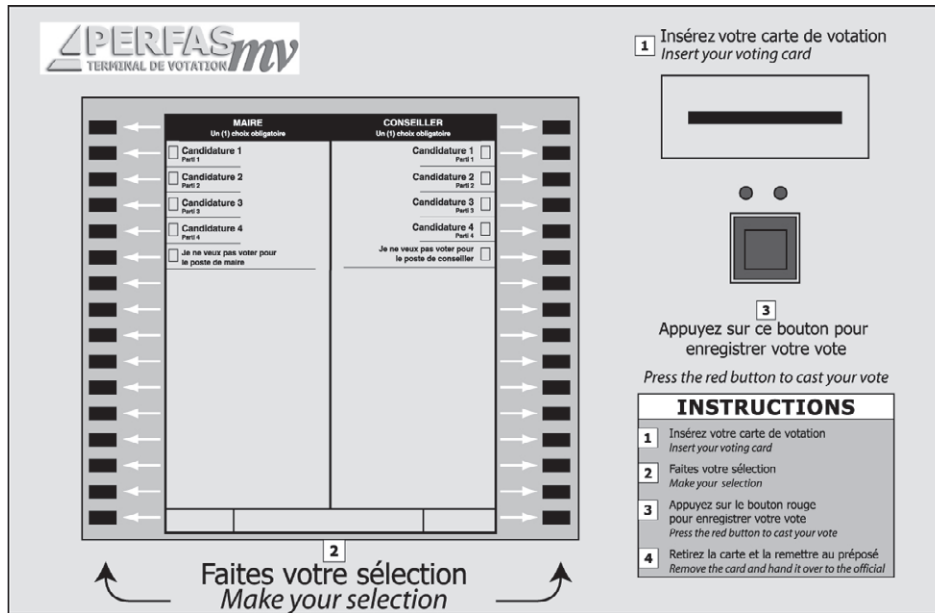 PERFAS mv
TERMINAL DE VOTATION
1 Insérez votre carte de votation
Insert your voting card
MAIRE
Un (1) choix obligatoire
Candidature 1
Parti 1
Candidature 2
Parti 2
Candidature 3
Parti 3
Candidature 4
Parti 4
Je ne veux pas voter pour
le poste de maire
CONSEILLER
Un (1) choix obligatoire
Candidature 1
Parti 1
Candidature 2
Parti 2
Candidature 3
Parti 3
Candidature 4
Parti 4
Je ne veux pas voter pour
le poste de conseiller
2
Faites votre sélection
Make your selection
3
Appuyez sur ce bouton pour
enregistrer votre vote
Press the red button to cast your vote
INSTRUCTIONS
1 Insérez votre carte de votation
Insert your voting card
2 Faites votre sélection
Make your selection
3 Appuyez sur le bouton rouge
pour enregistrer votre vote
Press the red button to cast your vote
4 Retirez la carte et la remettre au préposé
Remove the card and hand it over to the official